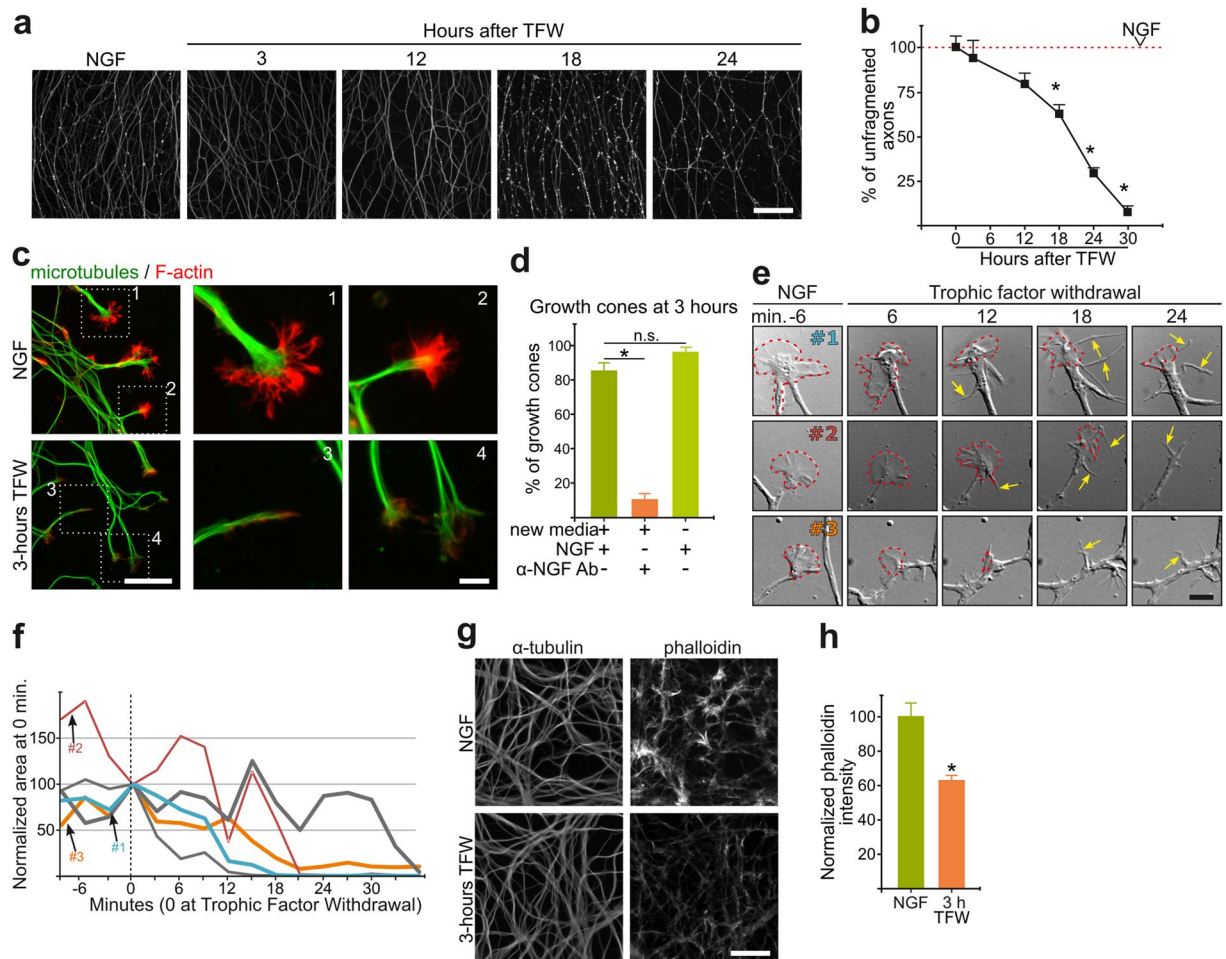 a
Hours after TFW
NGF 3 12 18 24
b
NGF
100
75
50
25
% of unfragmented
axons
0 6 12 18 24 30
* * *
Hours after TFW
c
microtubules / F-actin
NGF
3-hours TFW
1 2 1 2
3 4 3 4
d
Growth cones at 3 hours
n.s.
*
100
80
60
40
20
% of growth cones
new media + + -
NGF + - +
α-NGF Ab - + -
e
NGF Trophic factor withdrawal
min. -6 6 12 18 24
#1
#2
#3
f
Normalized area at 0 min.
150
100
50
#2
#1
#3
-6 0 6 12 18 24 30
Minutes (0 at Trophic Factor Withdrawal)
g
α-tubulin phalloidin
NGF
3-hours TFW
h
Normalized phalloidin
intensity
100
80
60
40
20
*
NGF 3 h
TFW